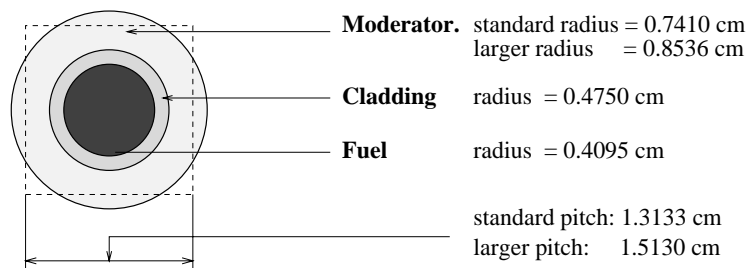 Moderator. standard radius = 0.7410 cm
larger radius = 0.8536 cm
Cladding radius = 0.4750 cm
Fuel radius = 0.4095 cm
standard pitch: 1.3133 cm
larger pitch: 1.5130 cm